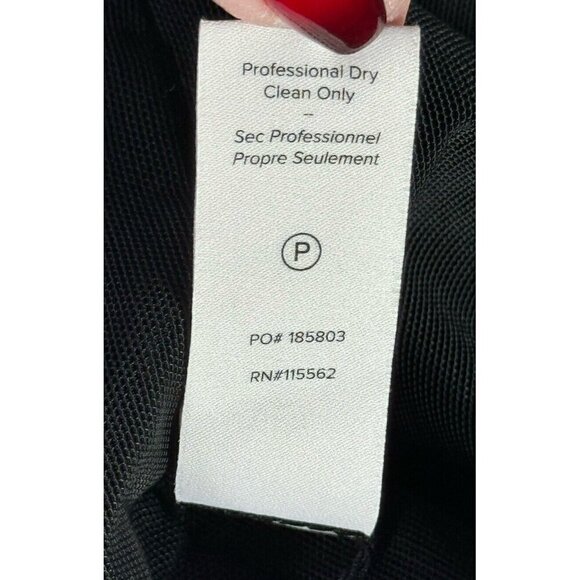 Professional Dry
Clean Only
–
Sec Professionnel
Propre Seulement
P
PO# 185803
RN#115562